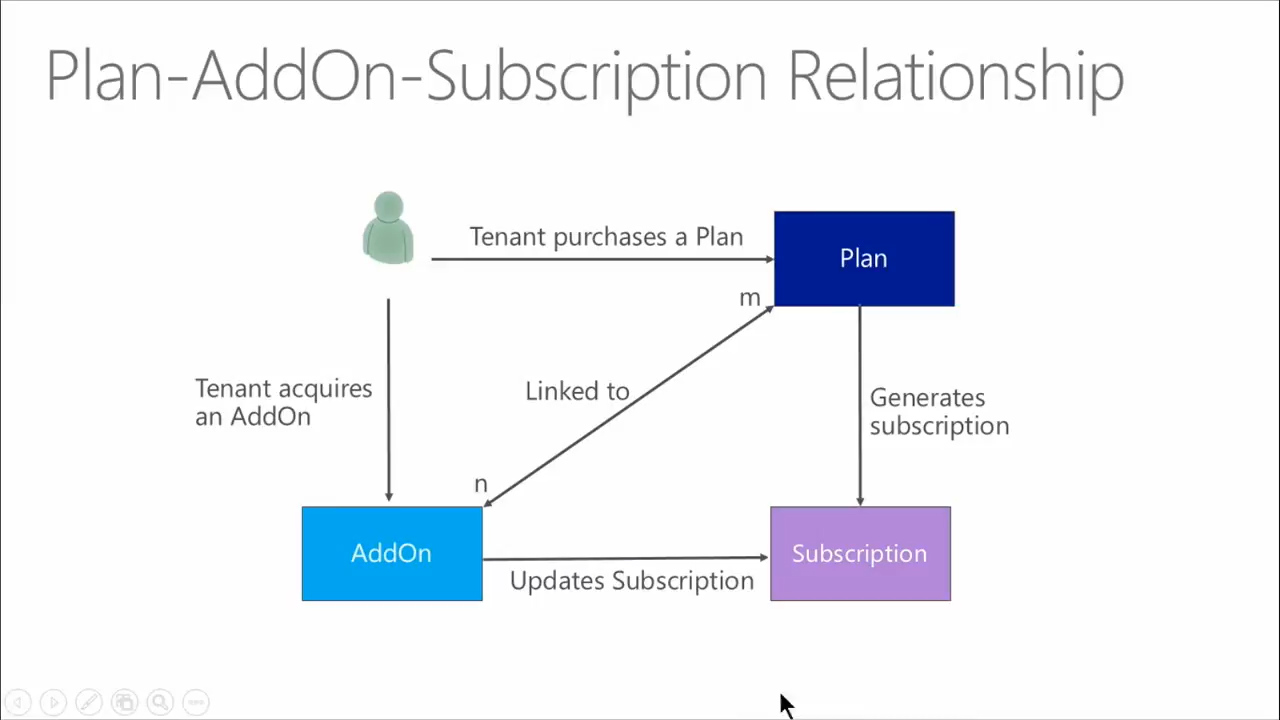 Plan-AddOn-Subscription Relationship
Tenant purchases a Plan
Plan
m
Tenant acquires
an AddOn
Linked to
Generates
subscription
n
AddOn
Updates Subscription
Subscription